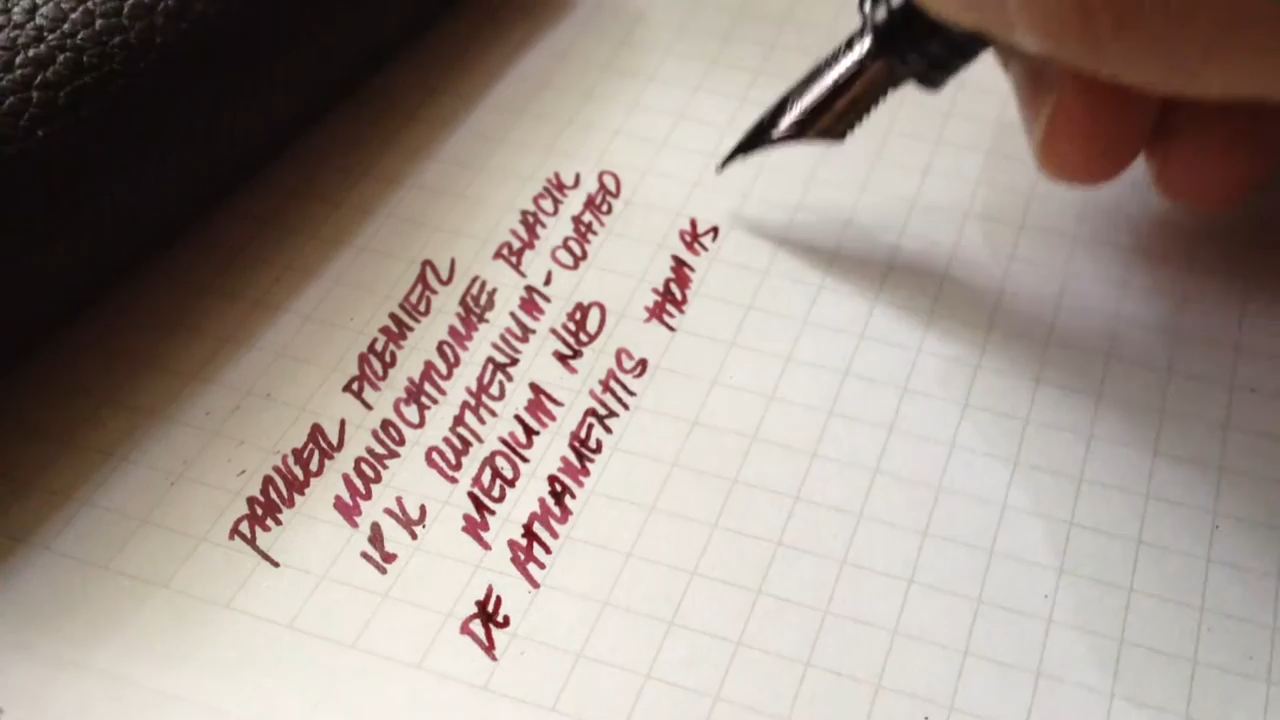 PARKER PREMIER
MONOCHROME BLACK
18K RUTHENIUM-COATED
MEDIUM NIB
DE ATRAMENTIS THOMAS